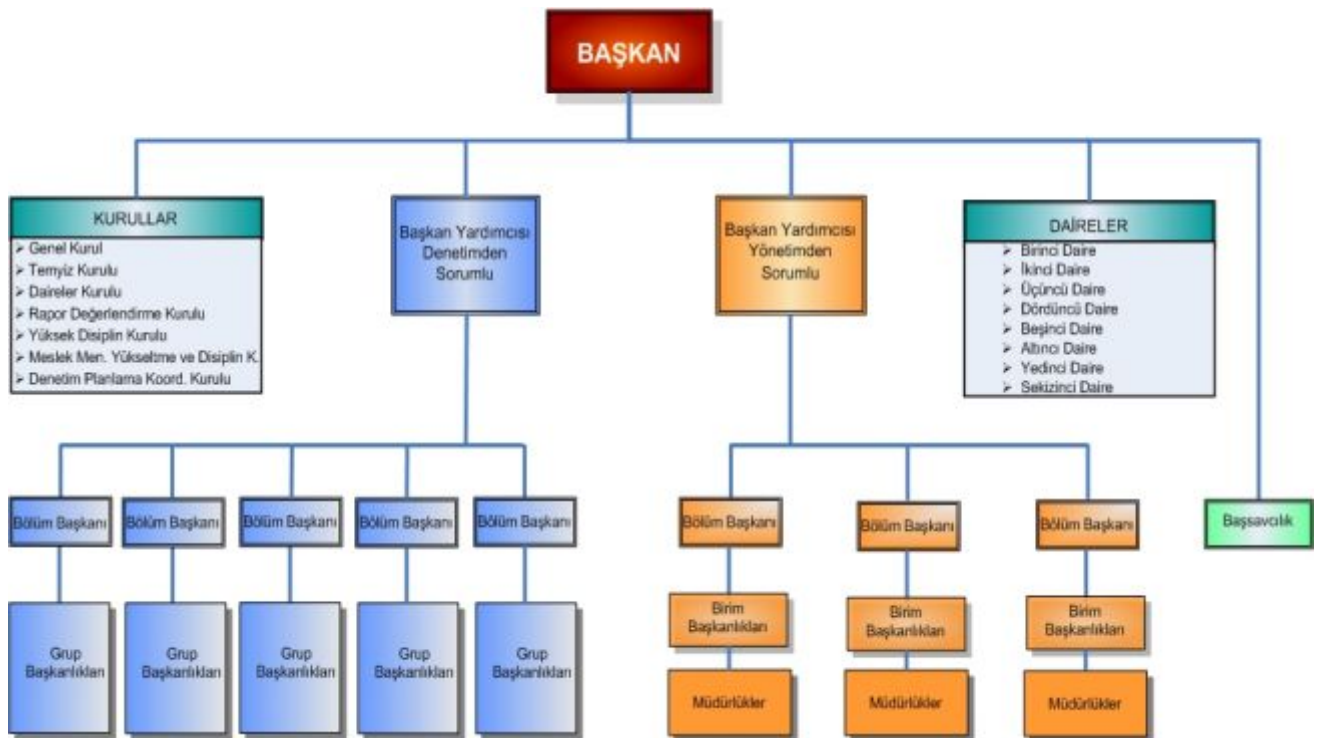 BAŞKAN
KURULLAR
➢ Genel Kurul
➢ Temyiz Kurulu
➢ Daireler Kurulu
➢ Rapor Değerlendirme Kurulu
➢ Yüksek Disiplin Kurulu
➢ Meslek Men. Yükseltme ve Disiplin K.
➢ Denetim Planlama Koord. Kurulu
Başkan Yardımcısı
Denetimden
Sorumlu
Başkan Yardımcısı
Yönetimden
Sorumlu
DAİRELER
➢ Birinci Daire
➢ İkinci Daire
➢ Üçüncü Daire
➢ Dördüncü Daire
➢ Beşinci Daire
➢ Altıncı Daire
➢ Yedinci Daire
➢ Sekizinci Daire
Bölüm Başkanı
Bölüm Başkanı
Bölüm Başkanı
Bölüm Başkanı
Bölüm Başkanı
Bölüm Başkanı
Bölüm Başkanı
Bölüm Başkanı
Başsavcılık
Grup
Başkanlıkları
Grup
Başkanlıkları
Grup
Başkanlıkları
Grup
Başkanlıkları
Grup
Başkanlıkları
Birim
Başkanlıkları
Birim
Başkanlıkları
Birim
Başkanlıkları
Müdürlükler
Müdürlükler
Müdürlükler